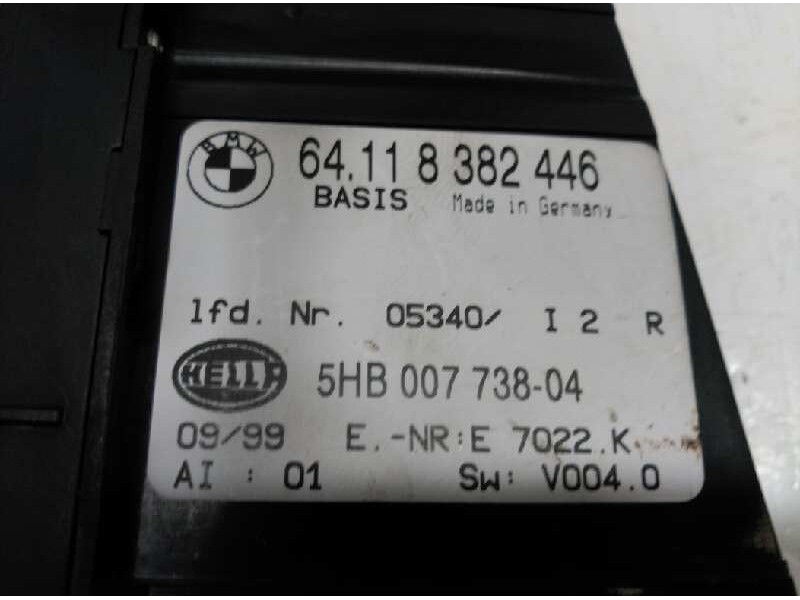 BMW 64.11 8 382 446
BASIS Made in Germany
lfd. Nr. 05340/ I 2 R
HELLA 5HB 007 738-04
09/99 E.-NR:E 7022.K
AI : 01 Sw: V004.0